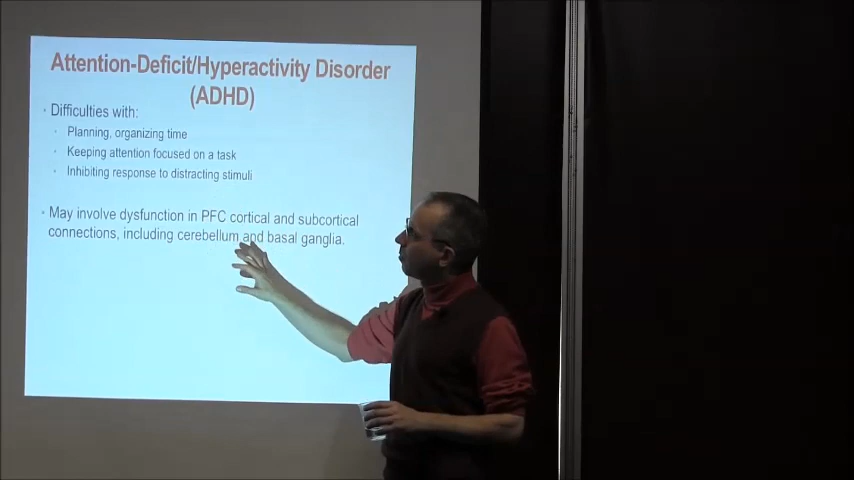 Attention-Deficit/Hyperactivity Disorder
(ADHD)
· Difficulties with:
· Planning, organizing time
· Keeping attention focused on a task
· Inhibiting response to distracting stimuli
· May involve dysfunction in PFC cortical and subcortical
connections, including cerebellum and basal ganglia.